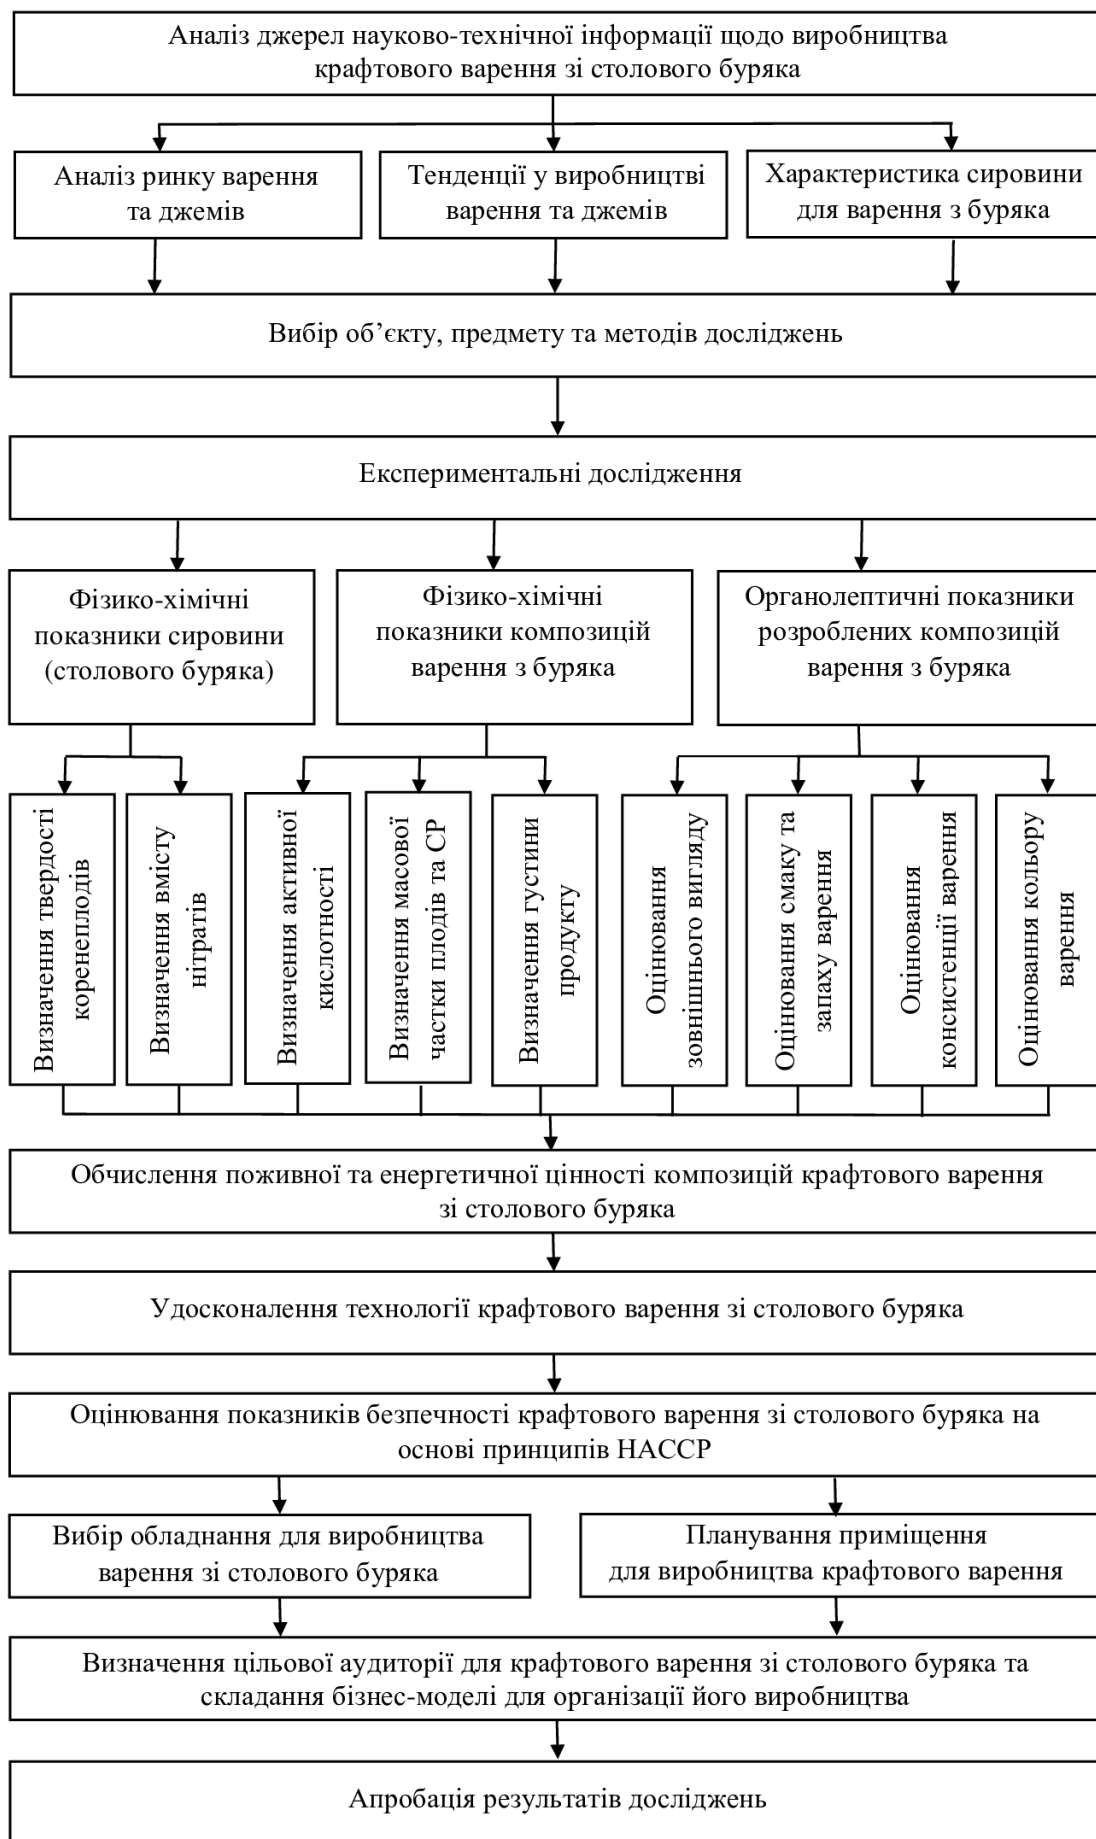 Аналіз джерел науково-технічної інформації щодо виробництва
крафтового варення зі столового буряка
Аналіз ринку варення
та джемів
Тенденції у виробництві
варення та джемів
Характеристика сировини
для варення з буряка
Вибір об’єкту, предмету та методів досліджень
Експериментальні дослідження
Фізико-хімічні
показники сировини
(столового буряка)
Фізико-хімічні
показники композицій
варення з буряка
Органолептичні показники
розроблених композицій
варення з буряка
Визначення твердості
коренеплодів
Визначення вмісту
нітратів
Визначення активної
кислотності
Визначення масової
частки плодів та СР
Визначення густини
продукту
Оцінювання
зовнішнього вигляду
Оцінювання смаку та
запаху варення
Оцінювання
консистенції варення
Оцінювання кольору
варення
Обчислення поживної та енергетичної цінності композицій крафтового варення
зі столового буряка
Удосконалення технології крафтового варення зі столового буряка
Оцінювання показників безпечності крафтового варення зі столового буряка на
основі принципів НАССР
Вибір обладнання для виробництва
варення зі столового буряка
Планування приміщення
для виробництва крафтового варення
Визначення цільової аудиторії для крафтового варення зі столового буряка та
складання бізнес-моделі для організації його виробництва
Апробація результатів досліджень